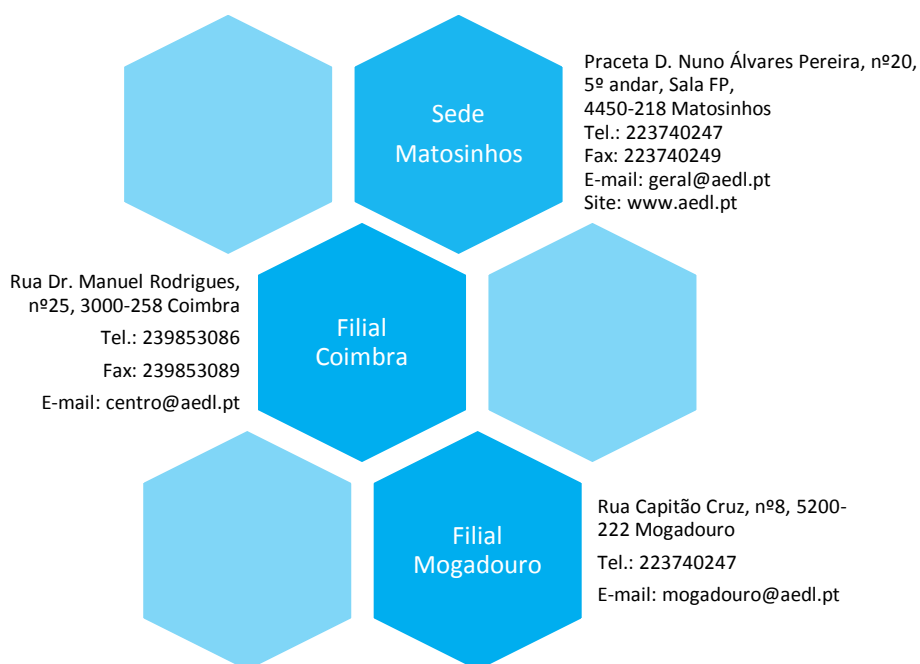 Sede
Matosinhos
Praceta D. Nuno Álvares Pereira, nº20,
5º andar, Sala FP,
4450-218 Matosinhos
Tel.: 223740247
Fax: 223740249
E-mail: geral@aedl.pt
Site: www.aedl.pt
Rua Dr. Manuel Rodrigues,
nº25, 3000-258 Coimbra
Tel.: 239853086
Fax: 239853089
E-mail: centro@aedl.pt
Filial
Coimbra
Filial
Mogadouro
Rua Capitão Cruz, nº8, 5200-
222 Mogadouro
Tel.: 223740247
E-mail: mogadouro@aedl.pt